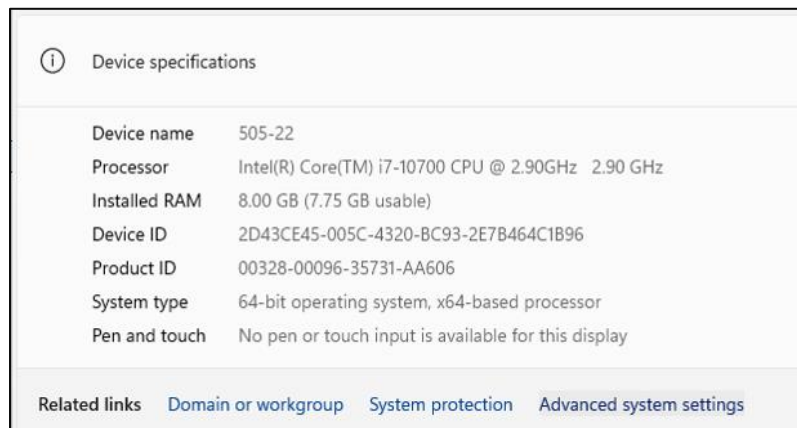 Device specifications
Device name 505-22
Processor Intel(R) Core(TM) i7-10700 CPU @ 2.90GHz 2.90 GHz
Installed RAM 8.00 GB (7.75 GB usable)
Device ID 2D43CE45-005C-4320-BC93-2E7B464C1B96
Product ID 00328-00096-35731-AA606
System type 64-bit operating system, x64-based processor
Pen and touch No pen or touch input is available for this display
Related links Domain or workgroup System protection Advanced system settings